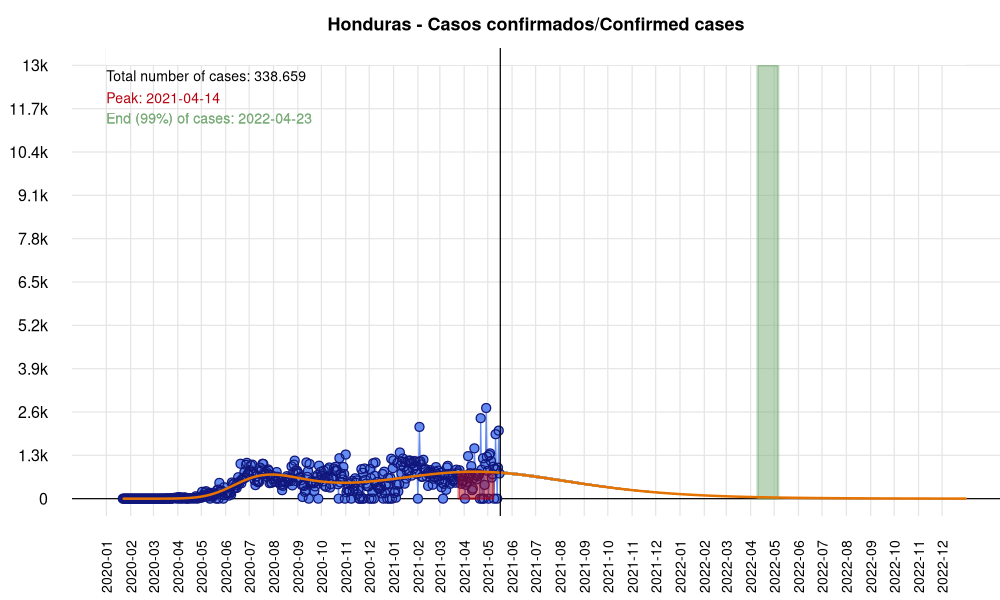 Honduras - Casos confirmados/Confirmed cases
Total number of cases: 338.659
Peak: 2021-04-14
End (99%) of cases: 2022-04-23
13k
11.7k
10.4k
9.1k
7.8k
6.5k
5.2k
3.9k
2.6k
1.3k
0
2020-01
2020-02
2020-03
2020-04
2020-05
2020-06
2020-07
2020-08
2020-09
2020-10
2020-11
2020-12
2021-01
2021-02
2021-03
2021-04
2021-05
2021-06
2021-07
2021-08
2021-09
2021-10
2021-11
2021-12
2022-01
2022-02
2022-03
2022-04
2022-05
2022-06
2022-07
2022-08
2022-09
2022-10
2022-11
2022-12